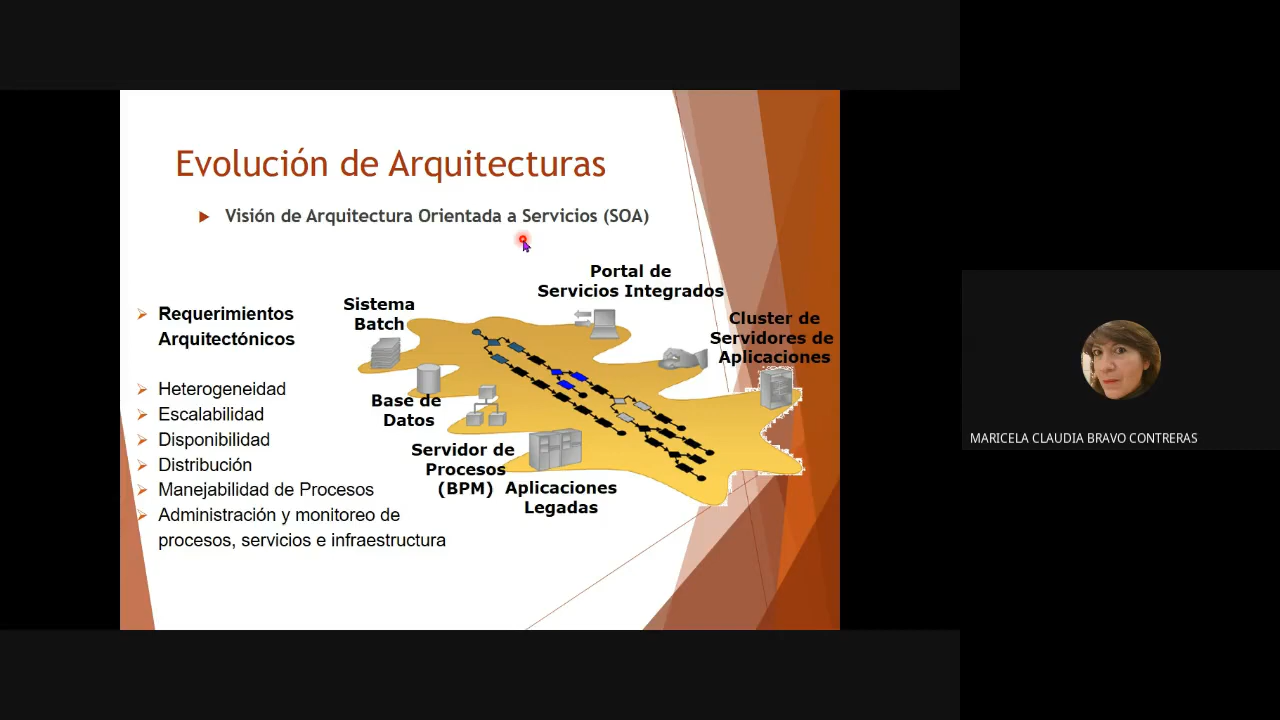 Evolución de Arquitecturas
Visión de Arquitectura Orientada a Servicios (SOA)
Requerimientos
Arquitectónicos
Heterogeneidad
Escalabilidad
Disponibilidad
Distribución
Manejabilidad de Procesos
Administración y monitoreo de
procesos, servicios e infraestructura
Sistema
Batch
Portal de
Servicios Integrados
Cluster de
Servidores de
Aplicaciones
Base de
Datos
Servidor de
Procesos
(BPM)
Aplicaciones
Legadas
MARICELA CLAUDIA BRAVO CONTRERAS